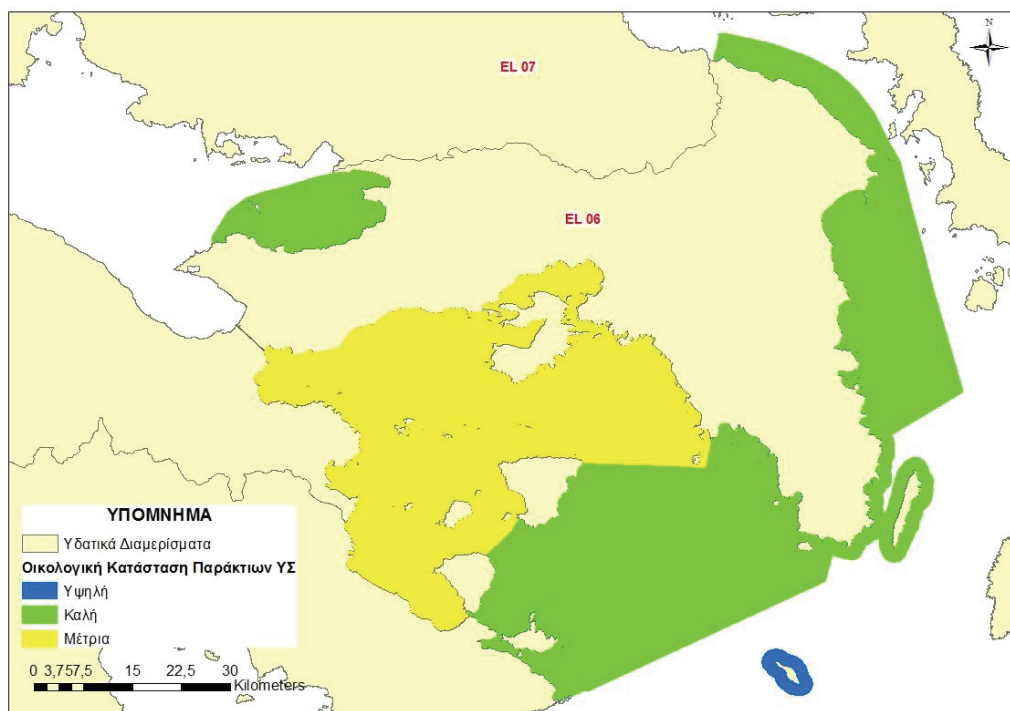 N
EL 07
EL 06
ΥΠΟΜΝΗΜΑ
Υδατικά Διαμερίσματα
Οικολογική Κατάσταση Παράκτιων ΥΣ
Υψηλή
Καλή
Μέτρια
0 3,757,5 15 22,5 30
Kilometers